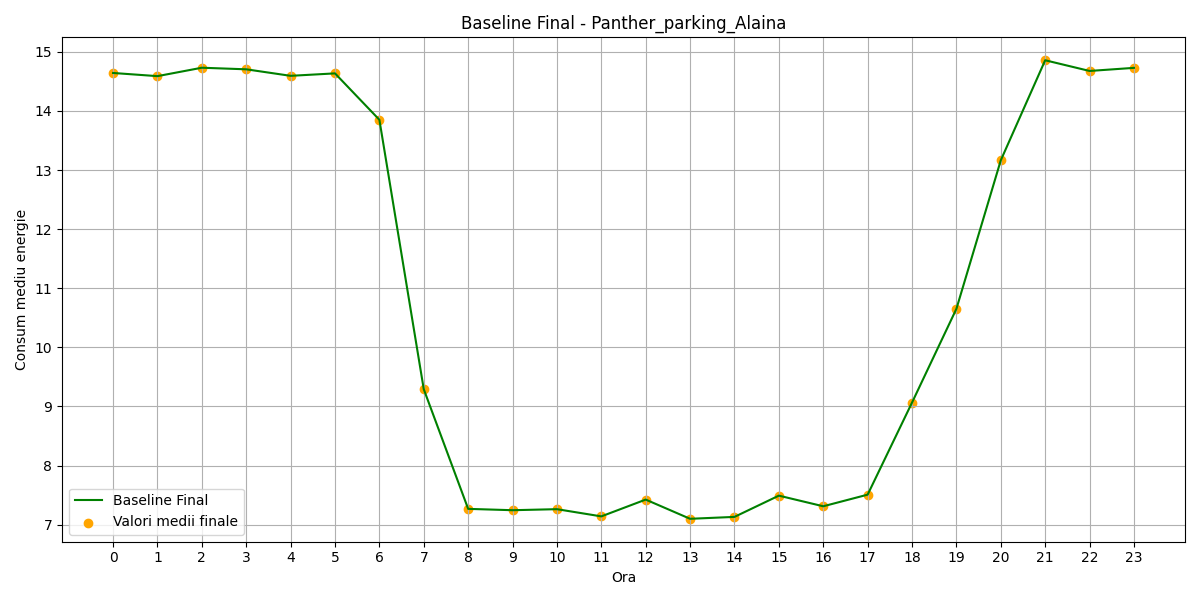 Baseline Final - Panther_parking_Alaina
Consum mediu energie
15
14
13
12
11
10
9
8
7
Baseline Final
Valori medii finale
0 1 2 3 4 5 6 7 8 9 10 11 12 13 14 15 16 17 18 19 20 21 22 23
Ora